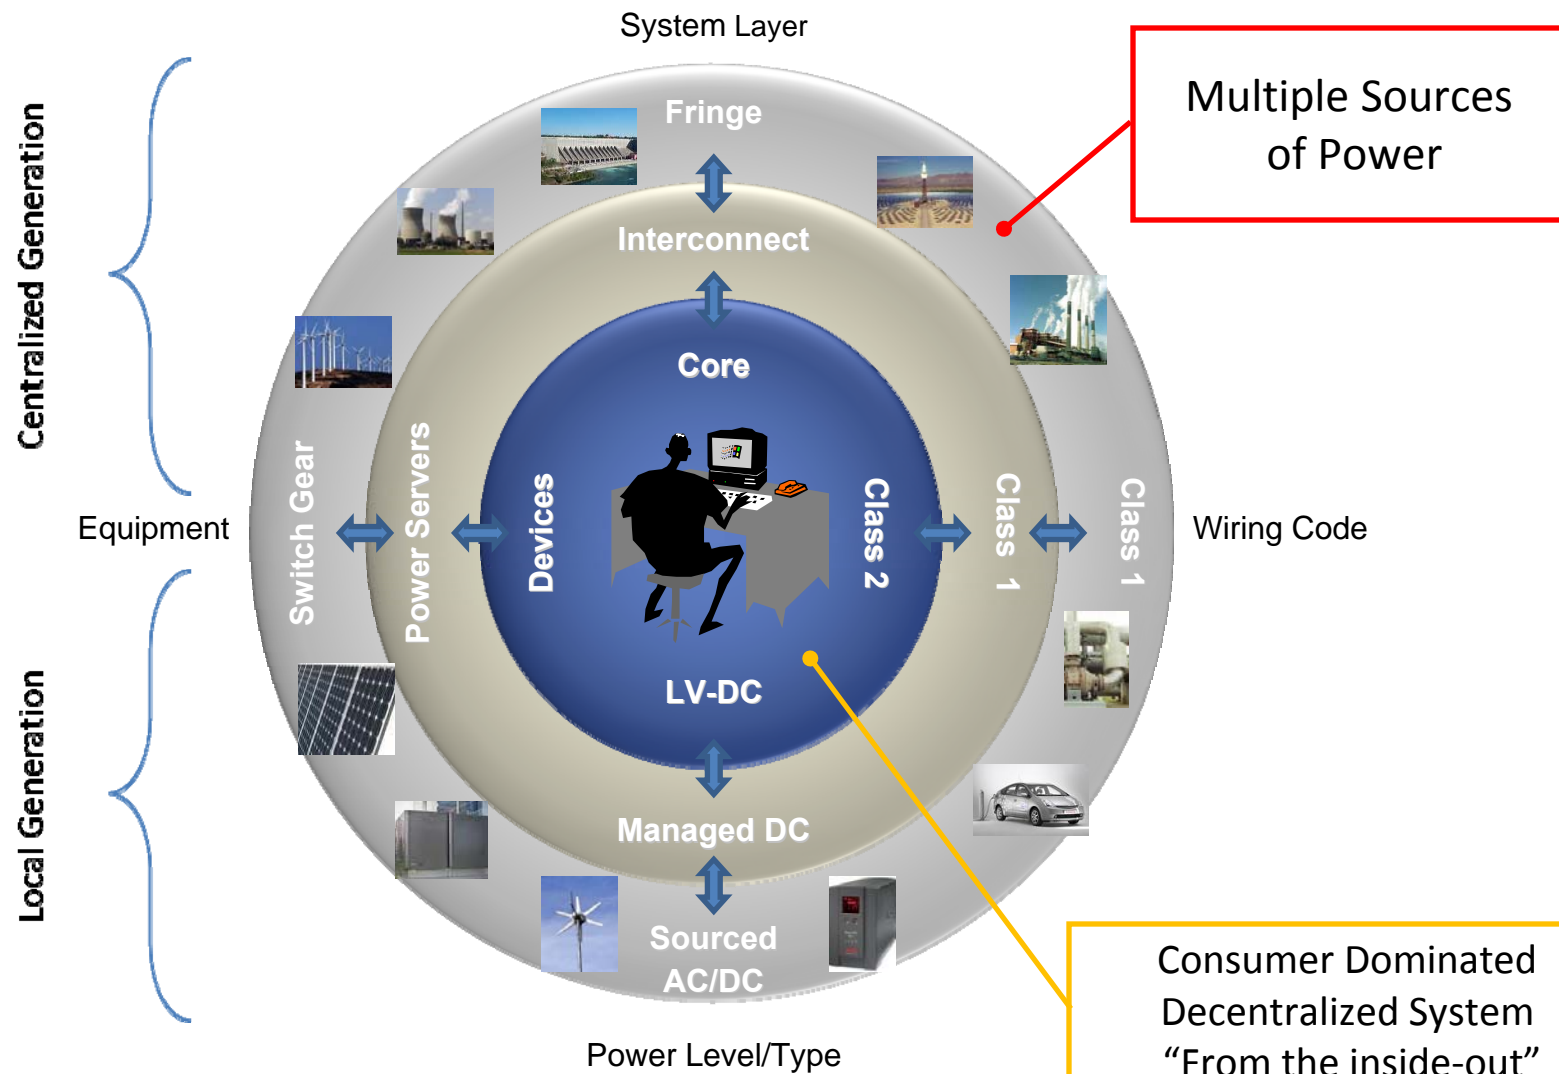 System Layer
Multiple Sources
of Power
Fringe
Interconnect
Core
Centralized Generation
Local Generation
Equipment
Switch Gear
Power Servers
Devices
Class 2
Class 1
Class 1
Wiring Code
LV-DC
Managed DC
Sourced
AC/DC
Power Level/Type
Consumer Dominated
Decentralized System
“From the inside-out”